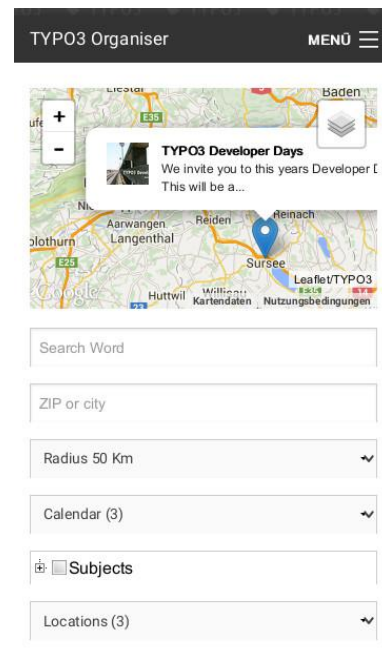 TYPO3 Organiser
MENÜ
Liestal
Baden
E35
+
-
TYPO3 Developer Days
We invite you to this years Developer D
This will be a...
Aarwangen
Reiden
Reinach
Langenthal
E25
Sursee
Leaflet/TYPO3
Google
Huttwil
Willisau
E35
23
Kartendaten
Nutzungsbedingungen
Search Word
ZIP or city
Radius 50 Km
Calendar (3)
Subjects
Locations (3)